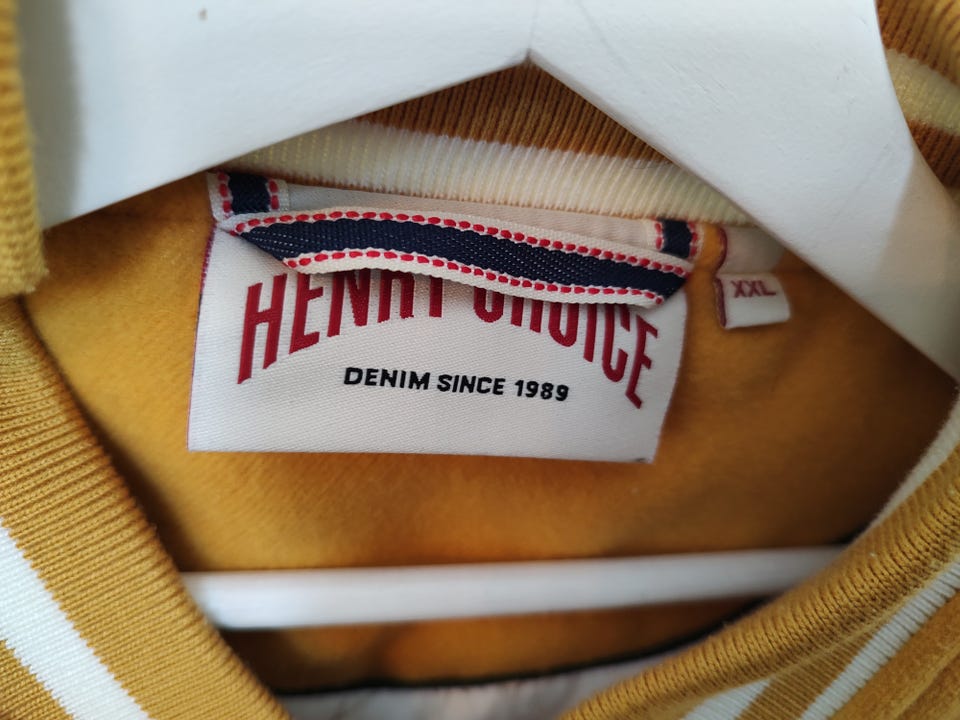 HENRY CHOICE
DENIM SINCE 1989
XXL